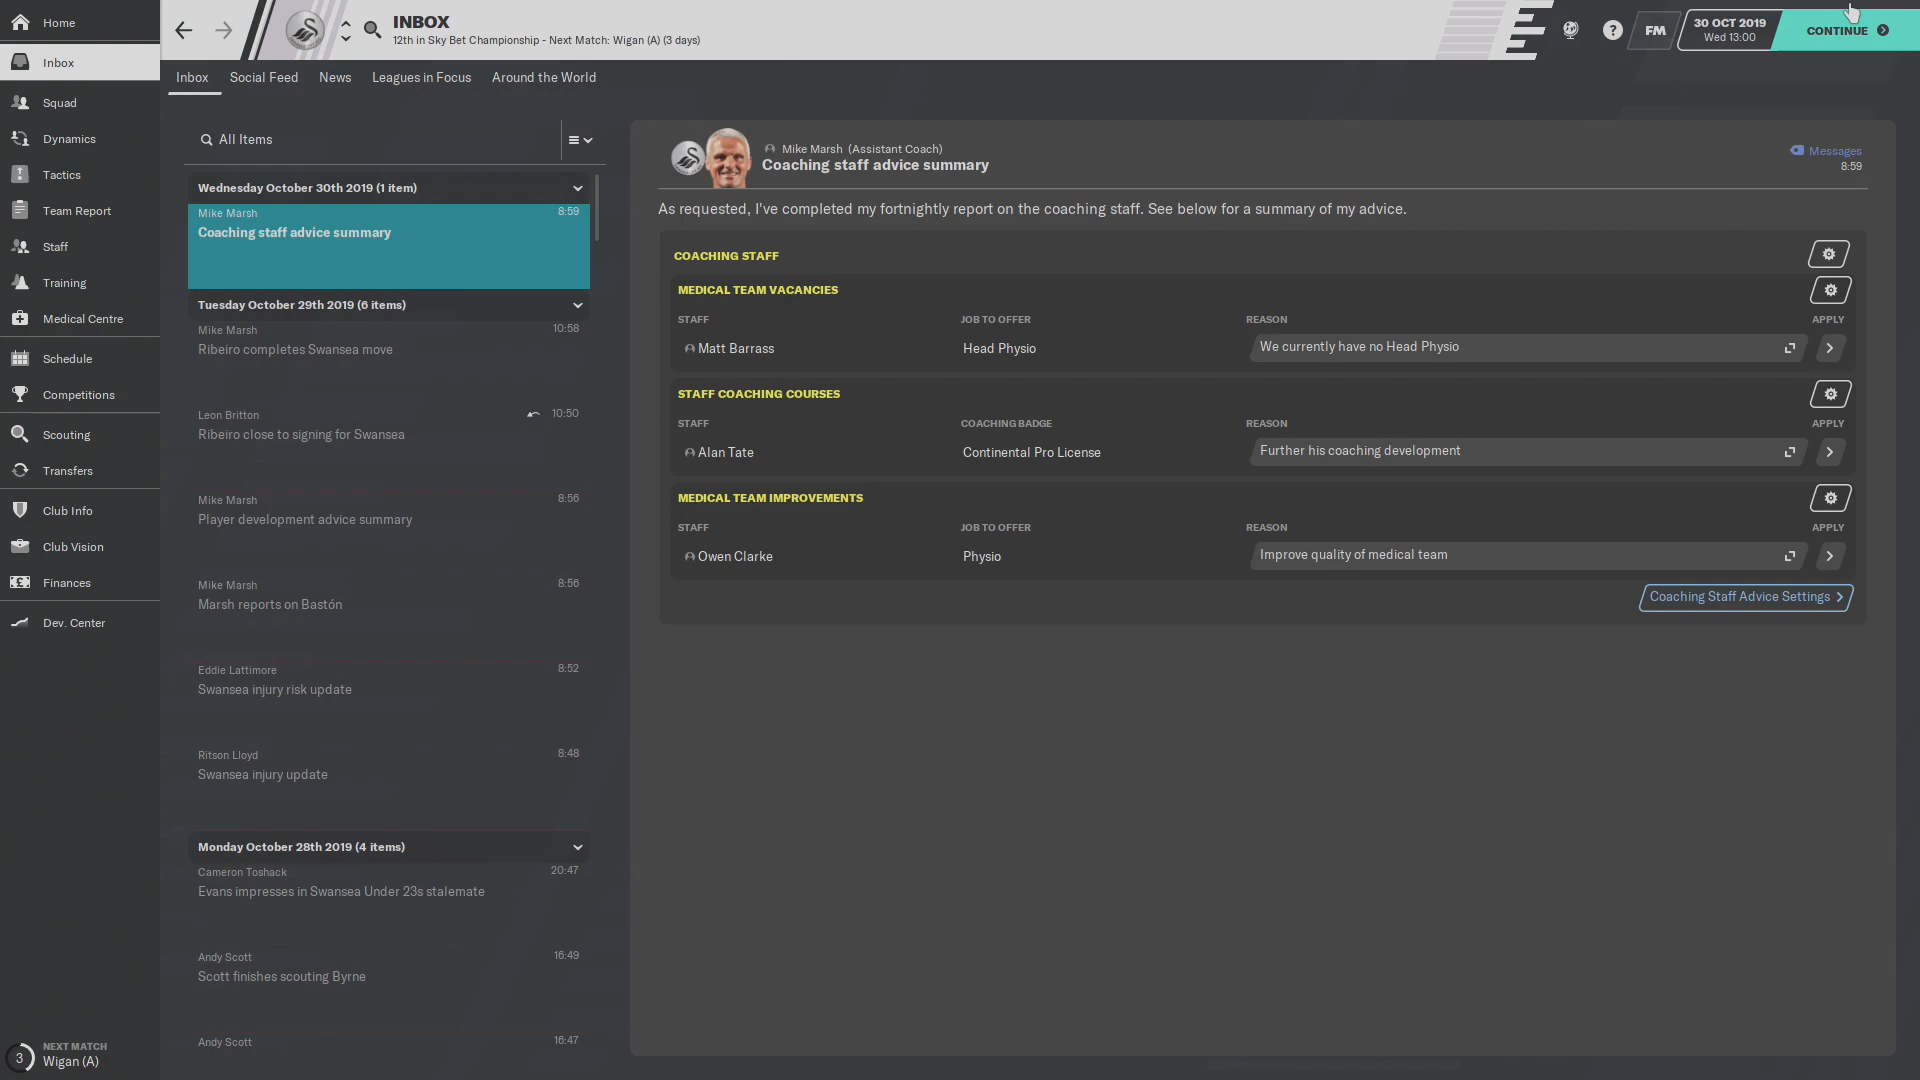 Home
Inbox
Squad
Dynamics
Tactics
Team Report
Staff
Training
Medical Centre
Schedule
Competitions
Scouting
Transfers
Club Info
Club Vision
Finances
Dev. Center
3
NEXT MATCH
Wigan (A)
INBOX
12th in Sky Bet Championship - Next Match: Wigan (A) (3 days)
?
FM
30 OCT 2019
Wed 13:00
CONTINUE
Inbox Social Feed News Leagues in Focus Around the World
All Items
Wednesday October 30th 2019 (1 item)
Mike Marsh 8:59
Coaching staff advice summary
Tuesday October 29th 2019 (6 items)
Mike Marsh 10:58
Ribeiro completes Swansea move
Leon Britton 10:50
Ribeiro close to signing for Swansea
Mike Marsh 8:56
Player development advice summary
Mike Marsh 8:56
Marsh reports on Bastón
Eddie Lattimore 8:52
Swansea injury risk update
Ritson Lloyd 8:48
Swansea injury update
Monday October 28th 2019 (4 items)
Cameron Toshack 20:47
Evans impresses in Swansea Under 23s stalemate
Andy Scott 16:49
Scott finishes scouting Byrne
Andy Scott 16:47
Mike Marsh (Assistant Coach)
Coaching staff advice summary
Messages
8:59
As requested, I've completed my fortnightly report on the coaching staff. See below for a summary of my advice.
COACHING STAFF
MEDICAL TEAM VACANCIES
STAFF JOB TO OFFER REASON APPLY
Matt Barrass Head Physio We currently have no Head Physio
STAFF COACHING COURSES
STAFF COACHING BADGE REASON APPLY
Alan Tate Continental Pro License Further his coaching development
MEDICAL TEAM IMPROVEMENTS
STAFF JOB TO OFFER REASON APPLY
Owen Clarke Physio Improve quality of medical team
Coaching Staff Advice Settings